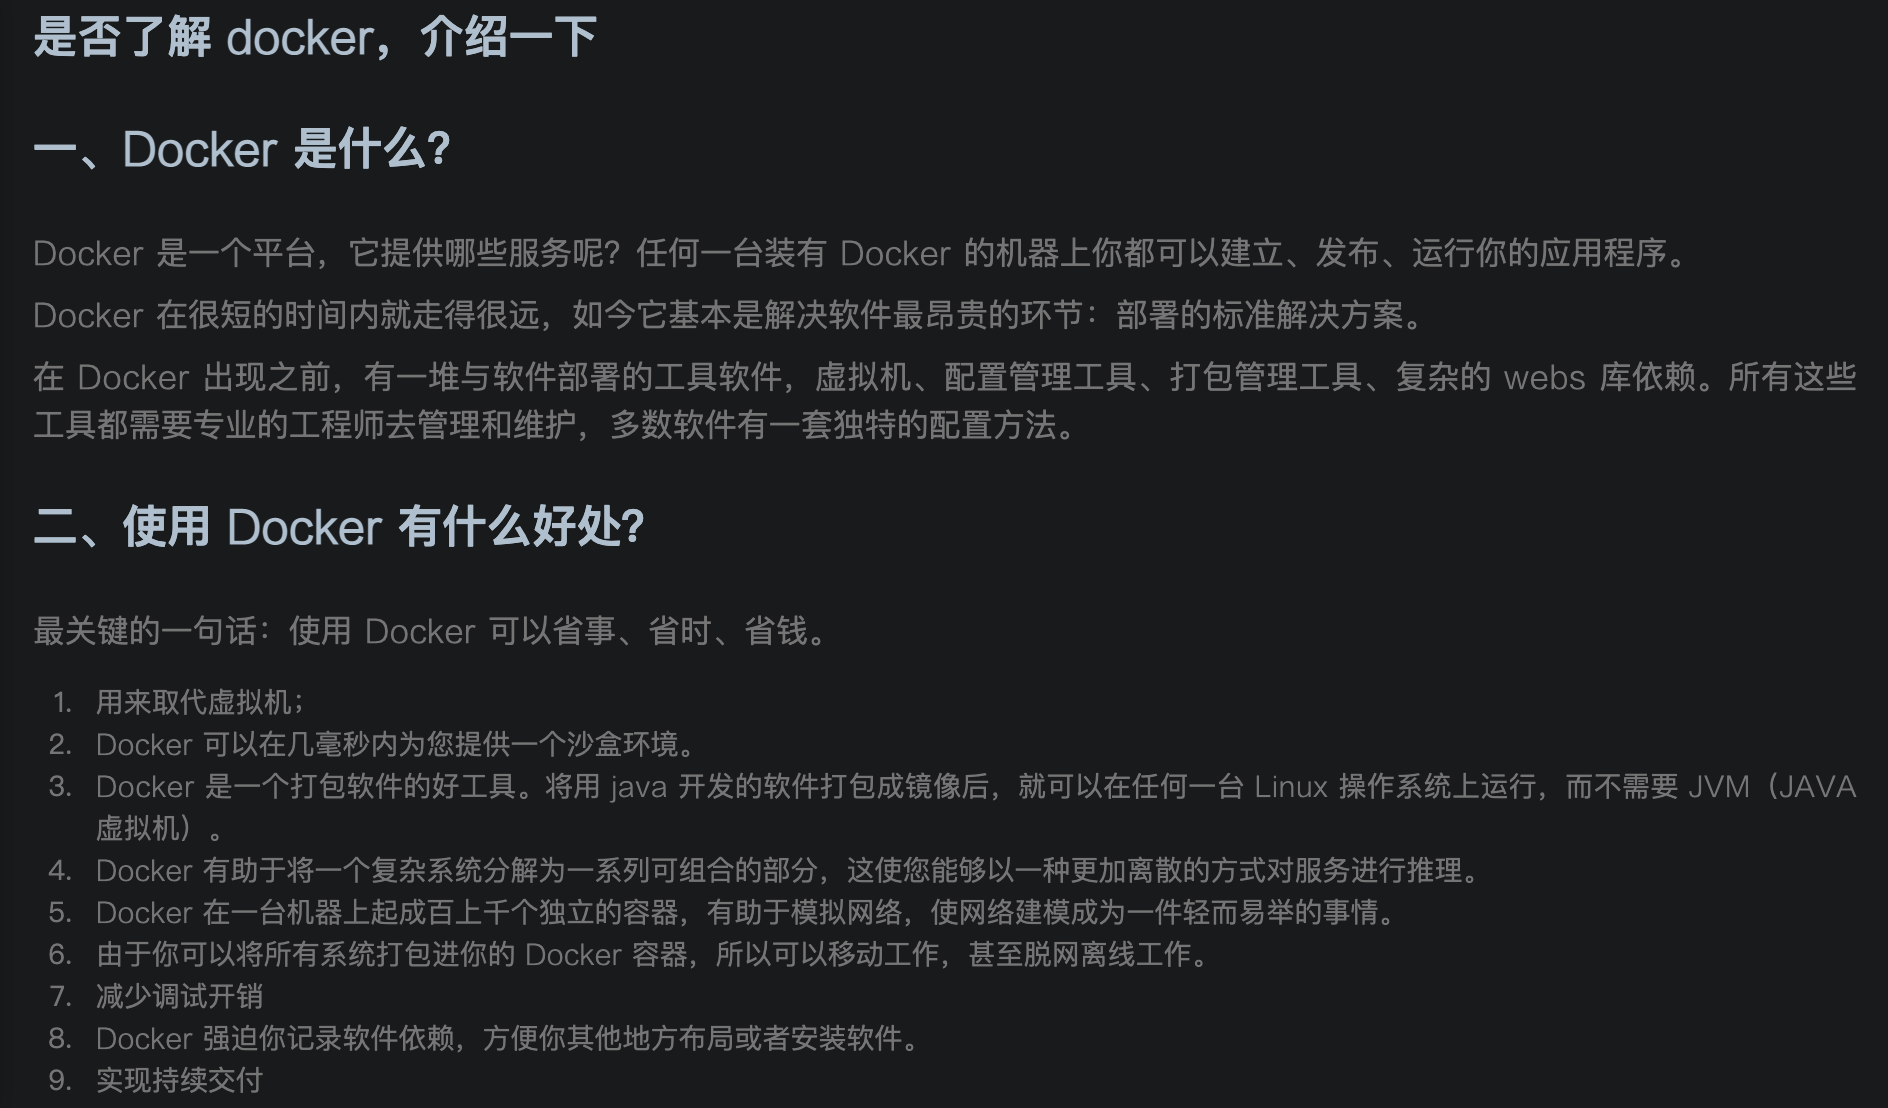 是否了解 docker，介绍一下
一、Docker 是什么？
Docker 是一个平台，它提供哪些服务呢？任何一台装有 Docker 的机器上你都可以建立、发布、运行你的应用程序。
Docker 在很短的时间内就走得很远，如今它基本是解决软件最昂贵的环节：部署的标准解决方案。
在 Docker 出现之前，有一堆与软件部署的工具软件，虚拟机、配置管理工具、打包管理工具、复杂的 webs 库依赖。所有这些
工具都需要专业的工程师去管理和维护，多数软件有一套独特的配置方法。
二、使用 Docker 有什么好处？
最关键的一句话：使用 Docker 可以省事、省时、省钱。
1. 用来取代虚拟机；
2. Docker 可以在几毫秒内为您提供一个沙盒环境。
3. Docker 是一个打包软件的好工具。将用 java 开发的软件打包成镜像后，就可以在任何一台 Linux 操作系统上运行，而不需要 JVM（JAVA
虚拟机）。
4. Docker 有助于将一个复杂系统分解为一系列可组合的部分，这使您能够以一种更加离散的方式对服务进行推理。
5. Docker 在一台机器上起成百上千个独立的容器，有助于模拟网络，使网络建模成为一件轻而易举的事情。
6. 由于你可以将所有系统打包进你的 Docker 容器，所以可以移动工作，甚至脱网离线工作。
7. 减少调试开销
8. Docker 强迫你记录软件依赖，方便你其他地方布局或者安装软件。
9. 实现持续交付